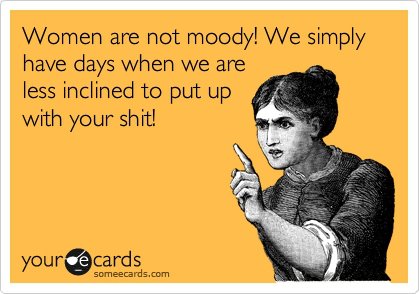 Women are not moody! We simply
have days when we are
less inclined to put up
with your shit!
your e cards
someecards.com